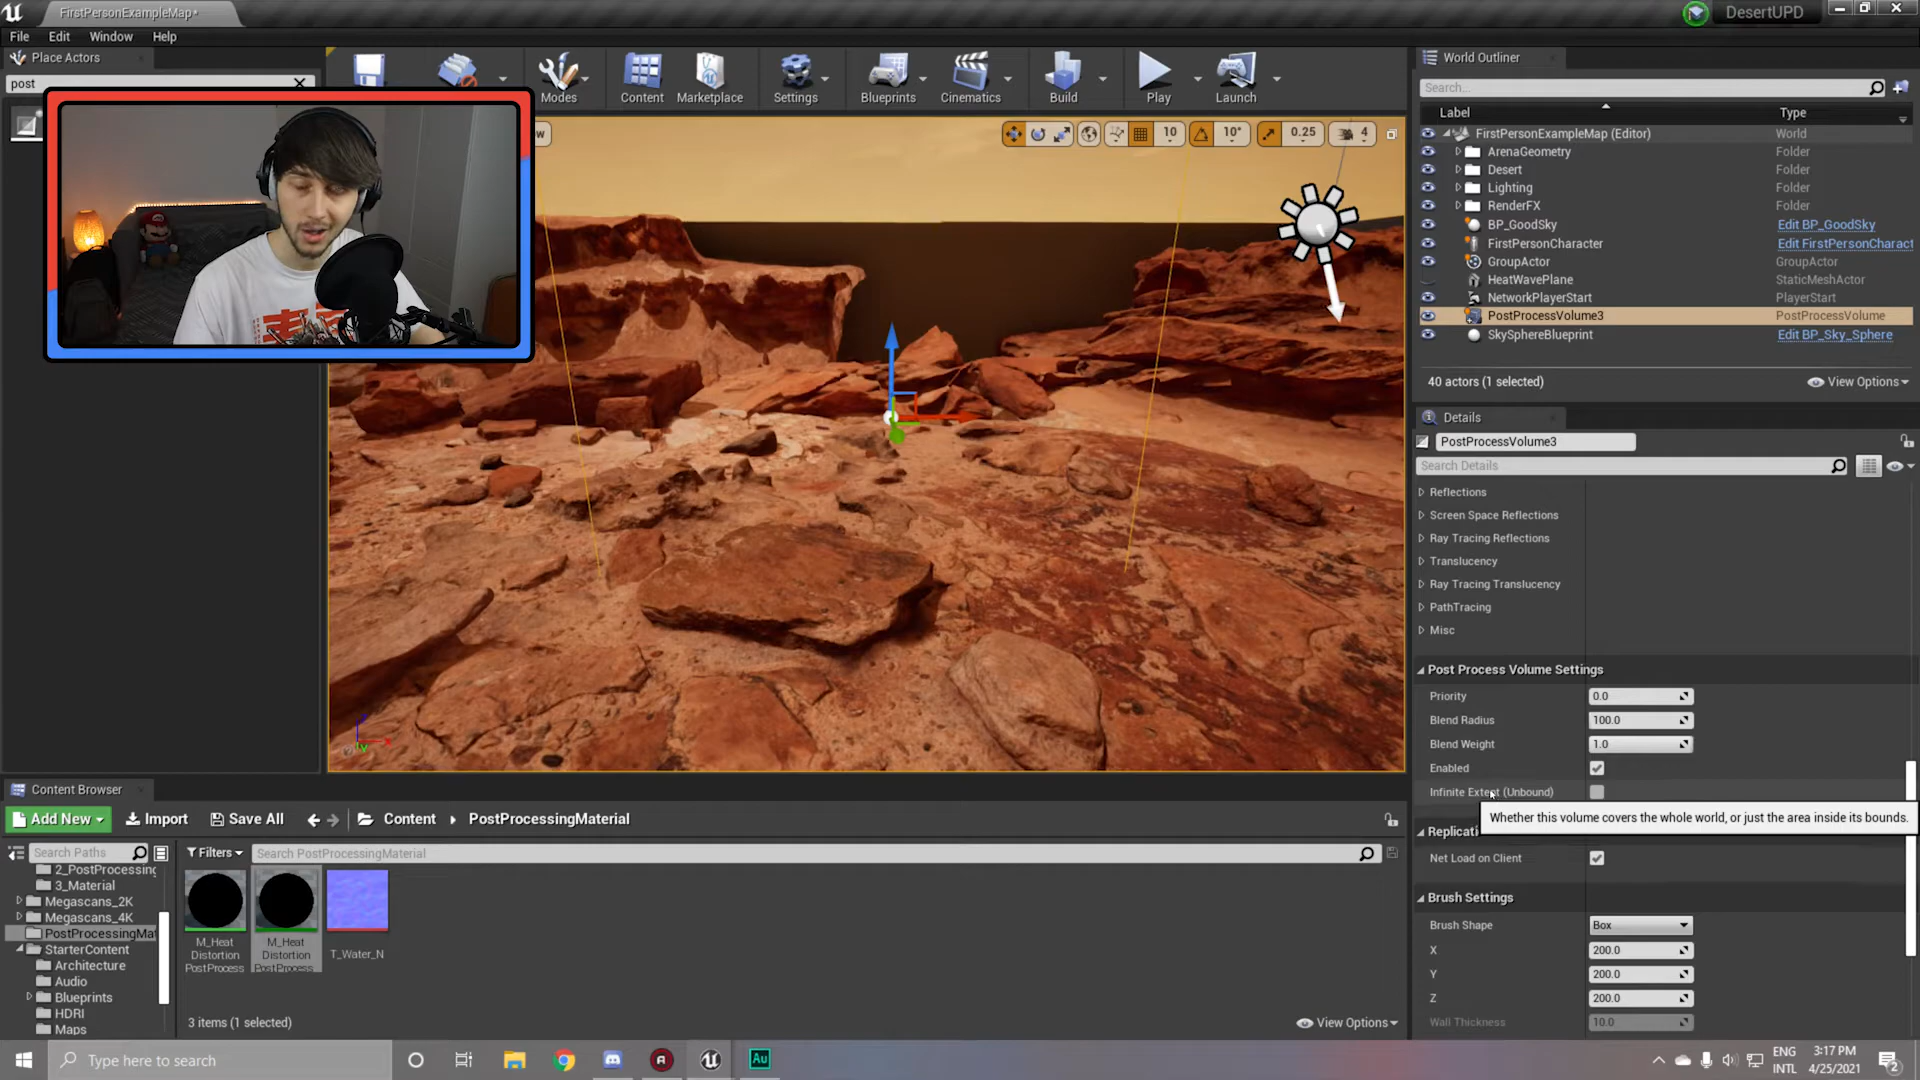 FirstPersonExampleMap*
DesertUPD
File Edit Window Help
Place Actors
post
Modes
Content
Marketplace
Settings
Blueprints
Cinematics
Build
Play
Launch
10
10°
0.25
4
World Outliner
Search...
Label
Type
FirstPersonExampleMap (Editor) World
ArenaGeometry Folder
Desert Folder
Lighting Folder
RenderFX Folder
BP_GoodSky Edit BP_GoodSky
FirstPersonCharacter Edit FirstPersonCharact
GroupActor GroupActor
HeatWavePlane StaticMeshActor
NetworkPlayerStart PlayerStart
PostProcessVolume3 PostProcessVolume
SkySphereBlueprint Edit BP_Sky_Sphere
40 actors (1 selected)
View Options
Details
PostProcessVolume3
Search Details
Reflections
Screen Space Reflections
Ray Tracing Reflections
Translucency
Ray Tracing Translucency
PathTracing
Misc
Post Process Volume Settings
Priority 0.0
Blend Radius 100.0
Blend Weight 1.0
Enabled
Infinite Extent (Unbound)
Whether this volume covers the whole world, or just the area inside its bounds.
Replicati
Net Load on Client
Brush Settings
Brush Shape Box
X 200.0
Y 200.0
Z 200.0
Wall Thickness 10.0
Content Browser
Add New
Import
Save All
Content
PostProcessingMaterial
Search Paths
Filters
Search PostProcessingMaterial
2_PostProcessing
3_Material
Megascans_2K
Megascans_4K
PostProcessingMat
StarterContent
Architecture
Audio
Blueprints
HDRI
Maps
M_Heat
Distortion
PostProcess
M_Heat
Distortion
PostProcess
T_Water_N
3 items (1 selected)
View Options
Type here to search
Au
ENG
INTL
3:17 PM
4/25/2021
2